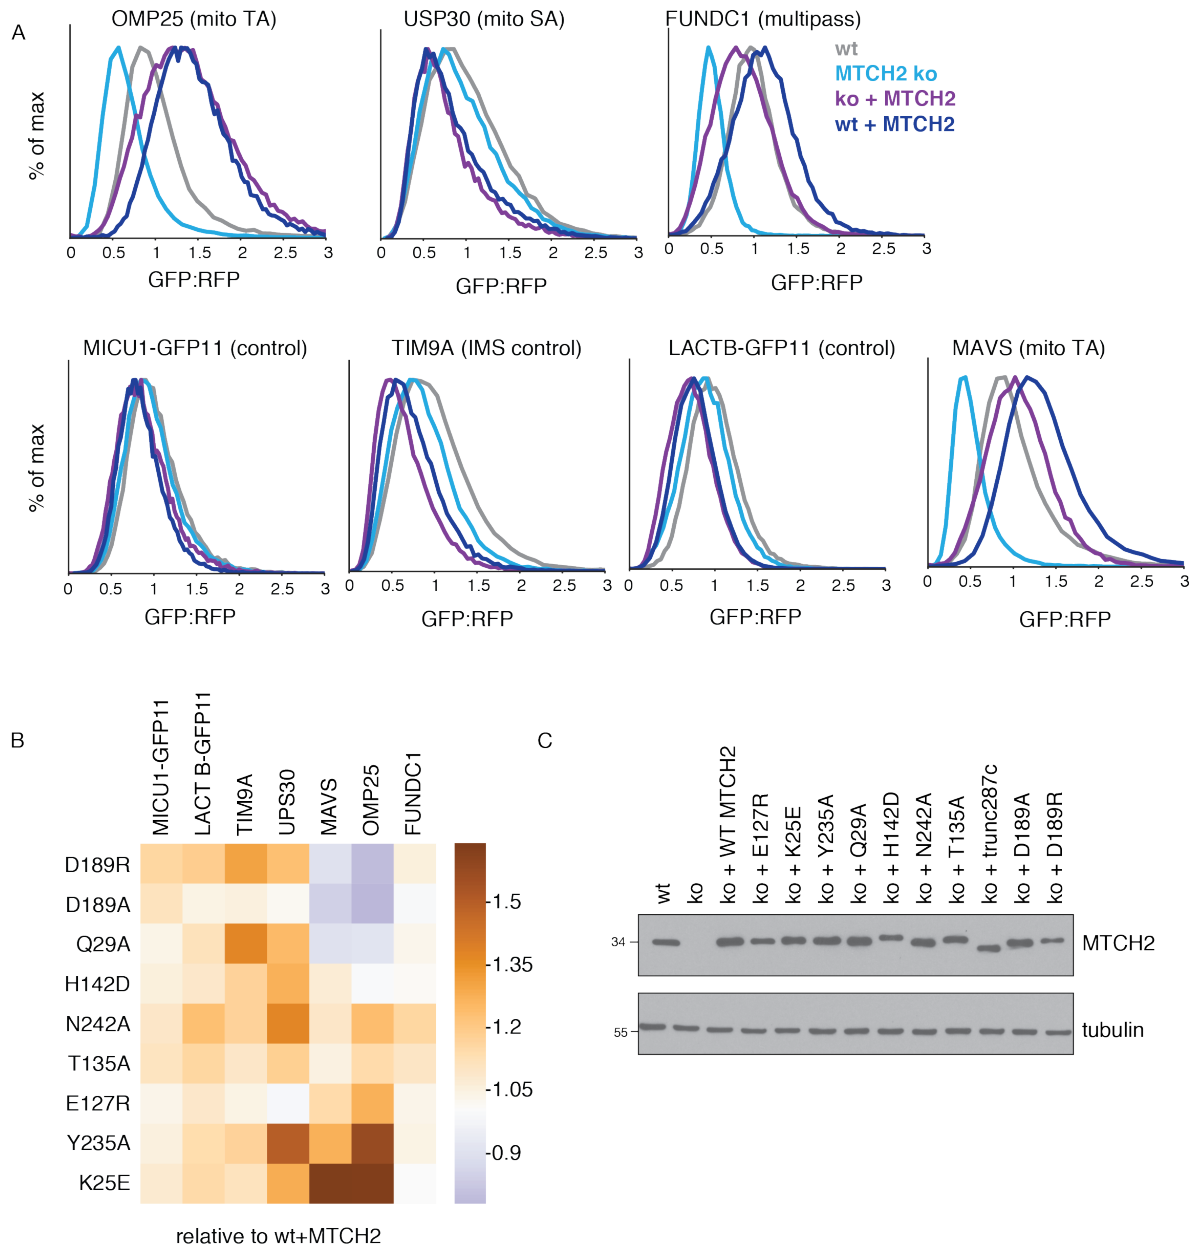 A
OMP25 (mito TA)
USP30 (mito SA)
FUNDC1 (multipass)
wt
MTCH2 ko
ko + MTCH2
wt + MTCH2
% of max
0 0.5 1 1.5 2 2.5 3
0 0.5 1 1.5 2 2.5 3
0 0.5 1 1.5 2 2.5 3
GFP:RFP
GFP:RFP
GFP:RFP
MICU1-GFP11 (control)
TIM9A (IMS control)
LACTB-GFP11 (control)
MAVS (mito TA)
% of max
0 0.5 1 1.5 2 2.5 3
0 0.5 1 1.5 2 2.5 3
0 0.5 1 1.5 2 2.5 3
0 0.5 1 1.5 2 2.5 3
GFP:RFP
GFP:RFP
GFP:RFP
GFP:RFP
B
MICU1-GFP11
LACT B-GFP11
TIM9A
UPS30
MAVS
OMP25
FUNDC1
D189R
D189A
Q29A
H142D
N242A
T135A
E127R
Y235A
K25E
1.5
1.35
1.2
1.05
0.9
relative to wt+MTCH2
C
wt
ko
ko + WT MTCH2
ko + E127R
ko + K25E
ko + Y235A
ko + Q29A
ko + H142D
ko + N242A
ko + T135A
ko + trunc287c
ko + D189A
ko + D189R
34
MTCH2
55
tubulin